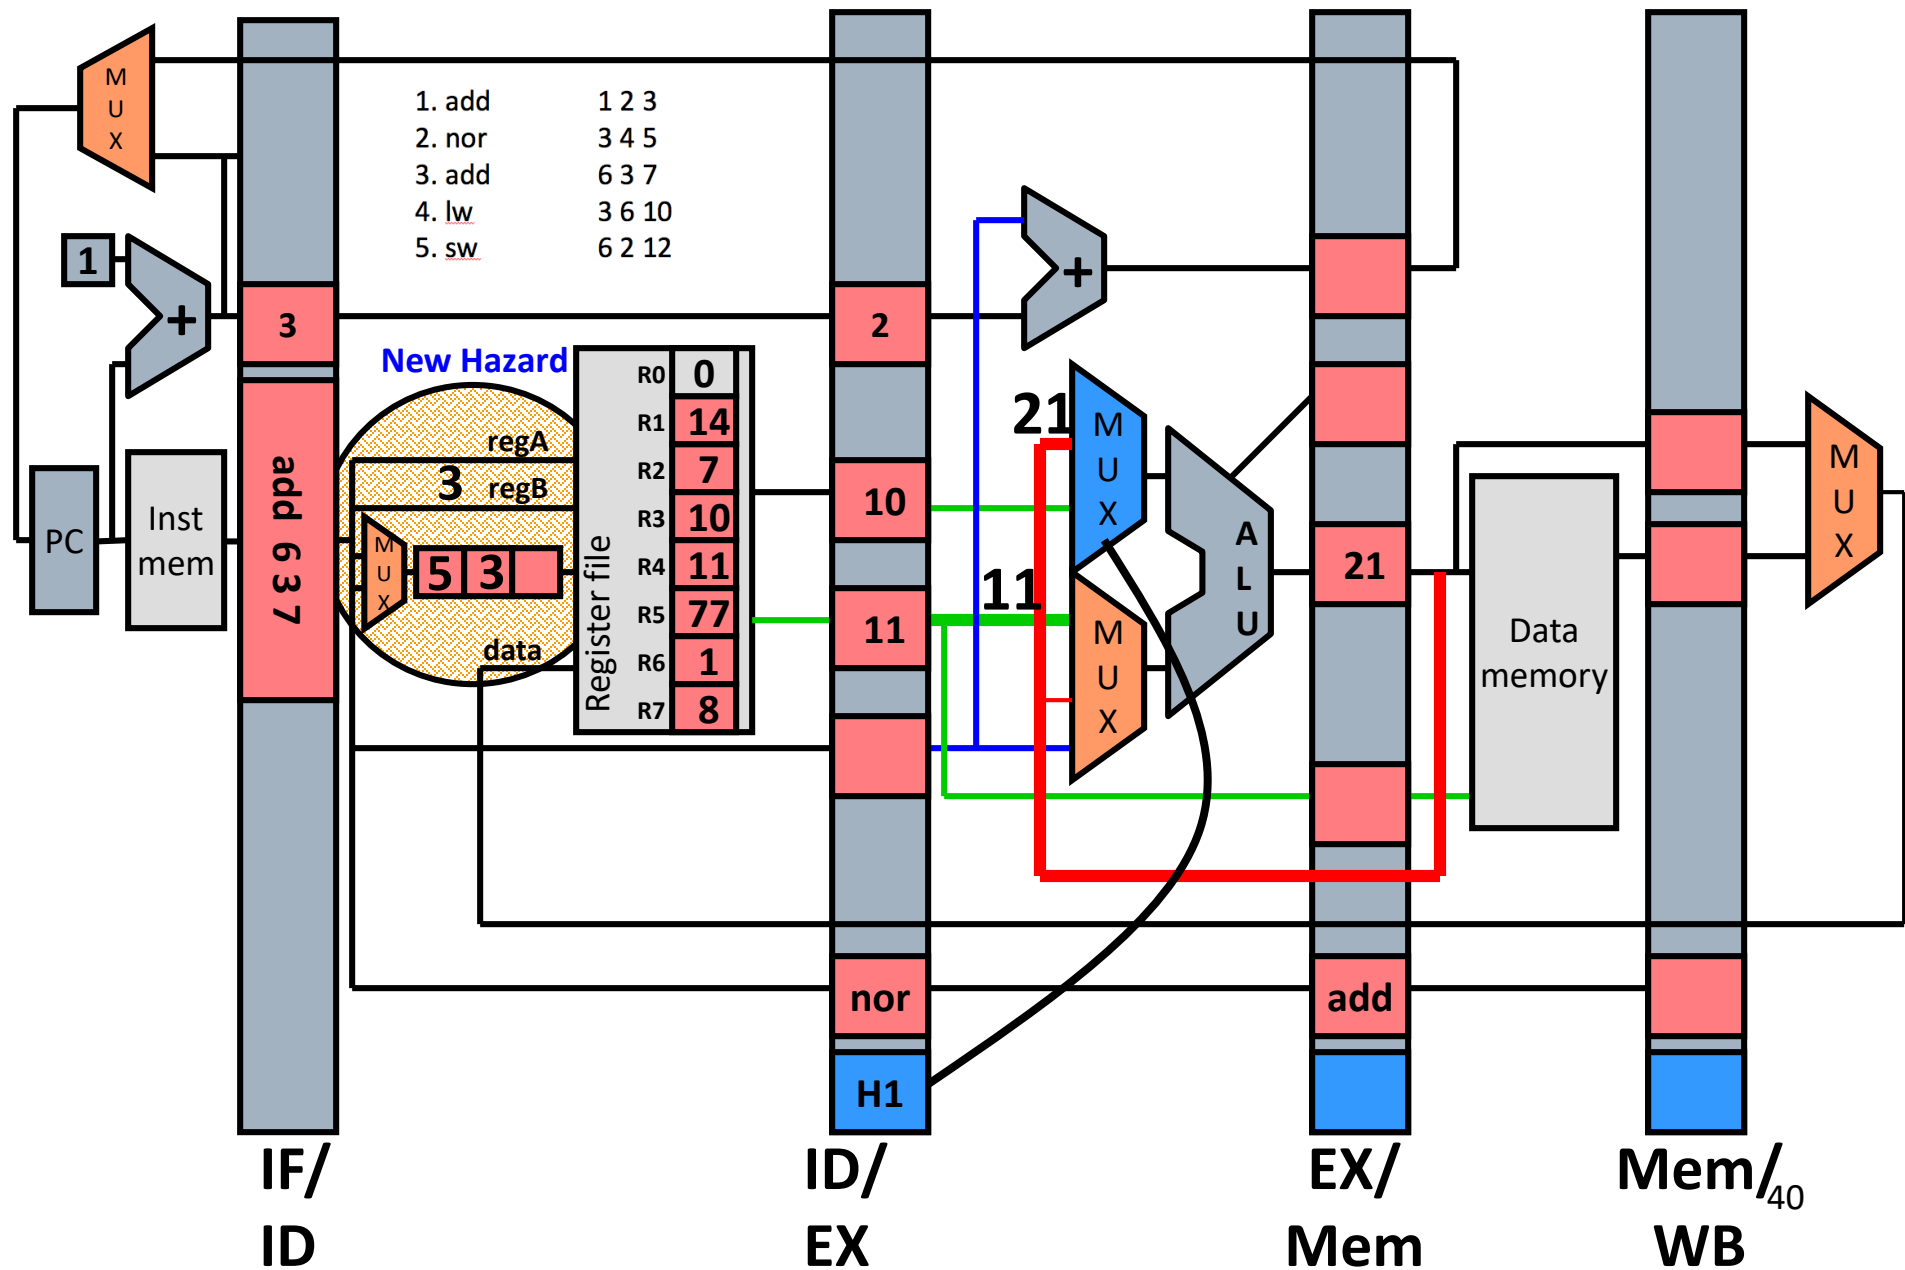 M
U
X
1. add 1 2 3
2. nor 3 4 5
3. add 6 3 7
4. lw 3 6 10
5. sw 6 2 12
1
+
+
3
2
New Hazard
R0 0
R1 14
R2 7
R3 10
R4 11
R5 77
R6 1
R7 8
Register file
regA
3 regB
M
U
X
5 3
data
add 6 3 7
PC
Inst
mem
10
11
21
11
M
U
X
M
U
X
A
L
U
21
Data
memory
M
U
X
nor
add
H1
IF/
ID
ID/
EX
EX/
Mem
Mem/
WB
40